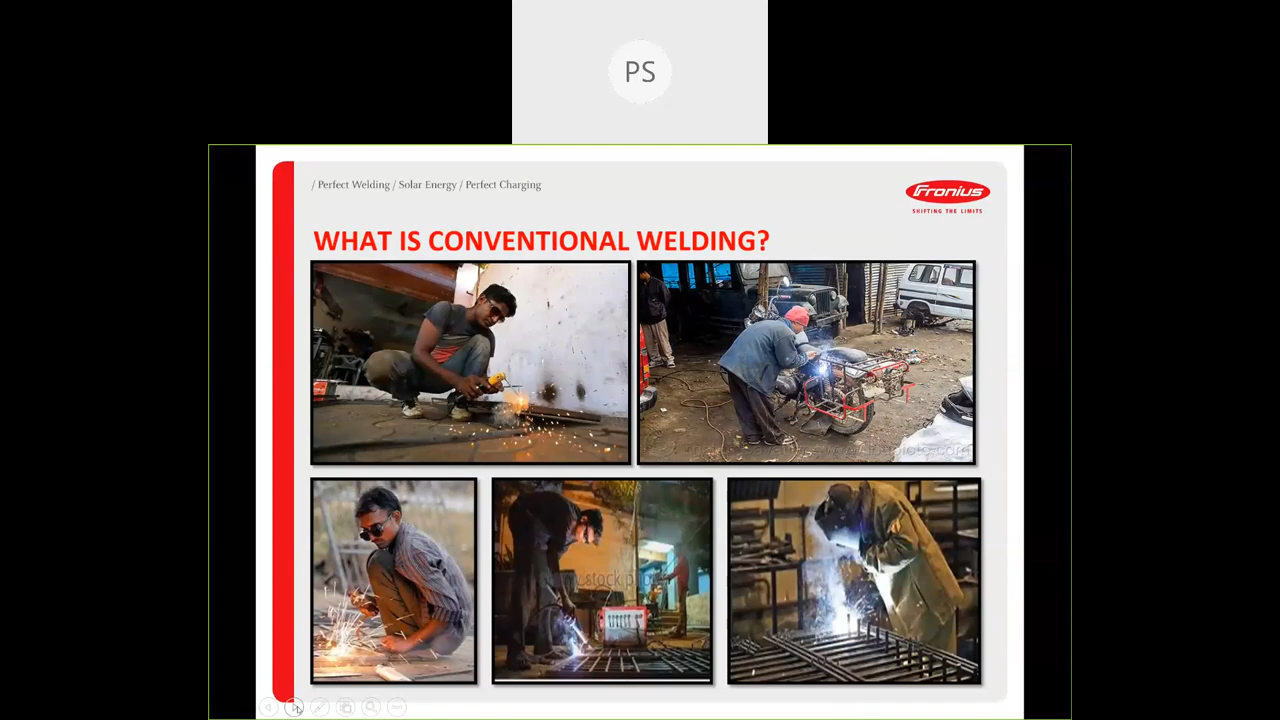 PS
/ Perfect Welding / Solar Energy / Perfect Charging
Fronius
SHIFTING THE LIMITS
WHAT IS CONVENTIONAL WELDING?